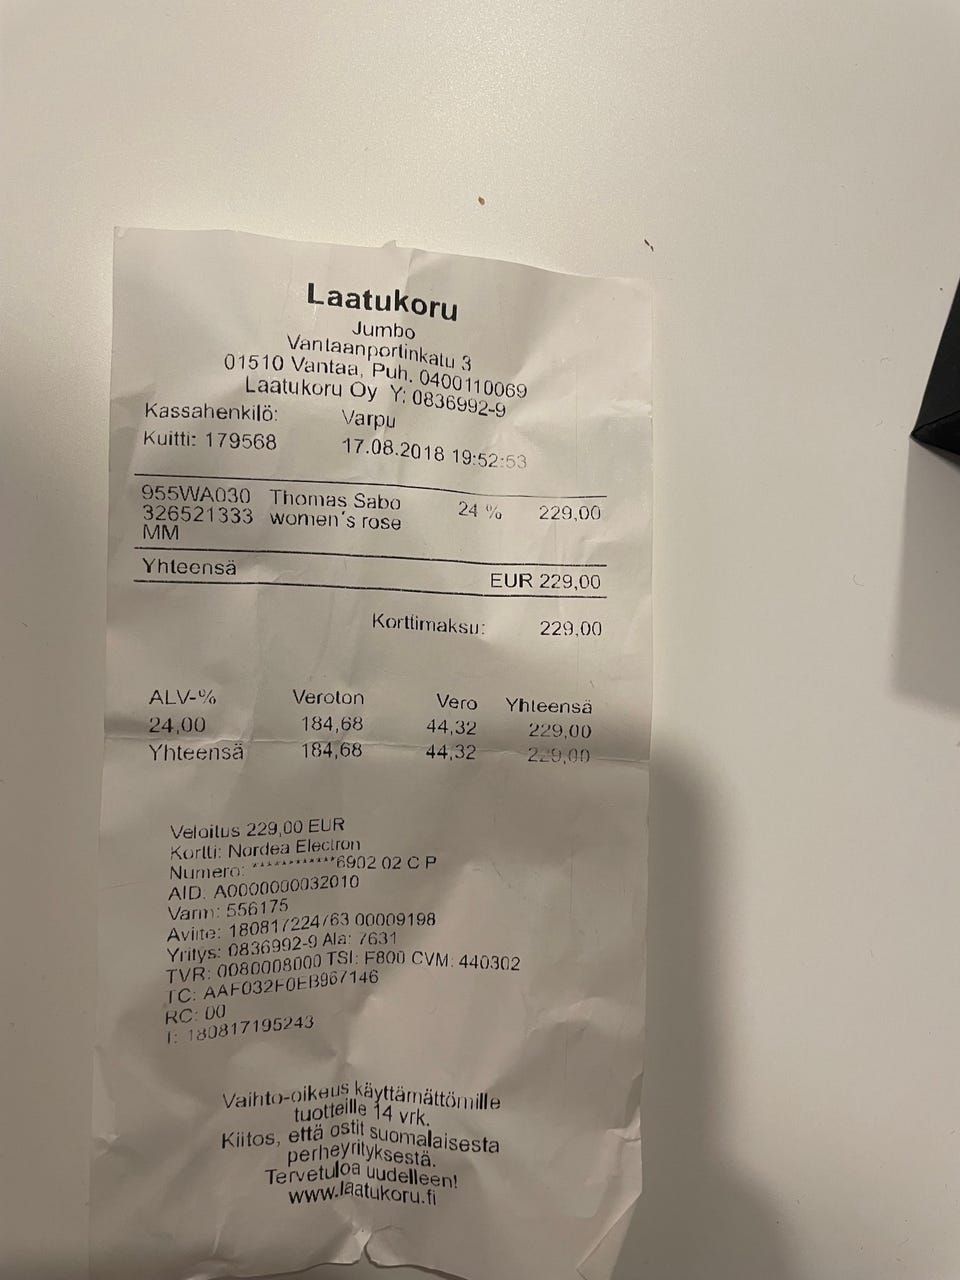 Laatukoru
Jumbo
Vantaanportinkatu 3
01510 Vantaa, Puh. 0400110069
Laatukoru Oy Y: 0836992-9
Kassahenkilö: Varpu
Kuitti: 179568 17.08.2018 19:52:53
955WA030 Thomas Sabo 24 % 229,00
326521333 women´s rose
MM
Yhteensä EUR 229,00
Korttimaksu: 229,00
ALV-% Veroton Vero Yhteensä
24,00 184,68 44,32 229,00
Yhteensä 184,68 44,32 229,00
Veloitus 229,00 EUR
Kortti: Nordea Electron
Numero: ************6902 02 C P
AID: A0000000032010
Varm: 556175
Aviite: 180817224763 00009198
Yritys: 0836992-9 Ala: 7631
TVR: 0080008000 TSI: F800 CVM: 440302
TC: AAF032F0EB967146
RC: 00
T: 180817195243
Vaihto-oikeus käyttämättömille
tuotteille 14 vrk.
Kiitos, että ostit suomalaisesta
perheyrityksestä.
Tervetuloa uudelleen!
www.laatukoru.fi